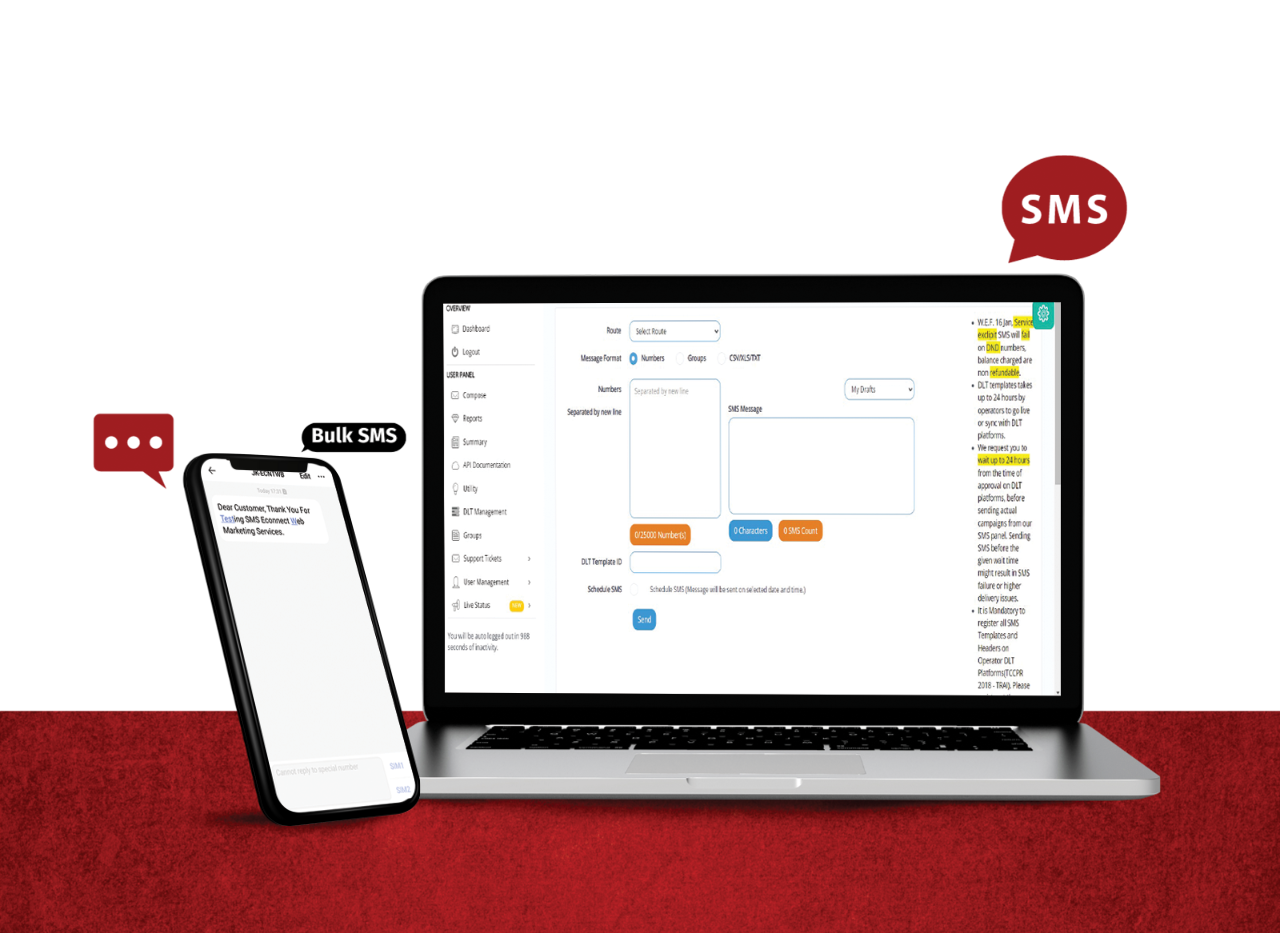 SMS
Bulk SMS
Edit
Today 17:31
Dear Customer, Thank You For
Testing SMS Econnect Web
Marketing Services.
Cannot reply to special number
SIM1
SIM2
OVERVIEW
Dashboard
Logout
USER PANEL
Compose
Reports
Summary
API Documentation
Utility
DLT Management
Groups
Support Tickets
User Management
Live Status NEW
You will be auto logged out in 968
seconds of inactivity.
Route Select Route
Message Format Numbers Groups CSV/XLS/TXT
Numbers Separated by new line My Drafts
Separated by new line SMS Message
0/25000 Number(s) 0 Characters 0 SMS Count
DLT Template ID
Schedule SMS Schedule SMS (Message will be sent on selected date and time.)
Send
W.E.F. 16 Jan, Service
exclipit SMS will fail
on DND numbers,
balance charged are
non refundable.
DLT templates takes
up to 24 hours by
operators to go live
or sync with DLT
platforms.
We request you to
wait up to 24 hours
from the time of
approval on DLT
platforms, before
sending actual
campaigns from our
SMS panel. Sending
SMS before the
given wait time
might result in SMS
failure or higher
delivery issues.
It is Mandatory to
register all SMS
Templates and
Headers on
Operator DLT
Platforms(TCCPR
2018 - TRAI). Please